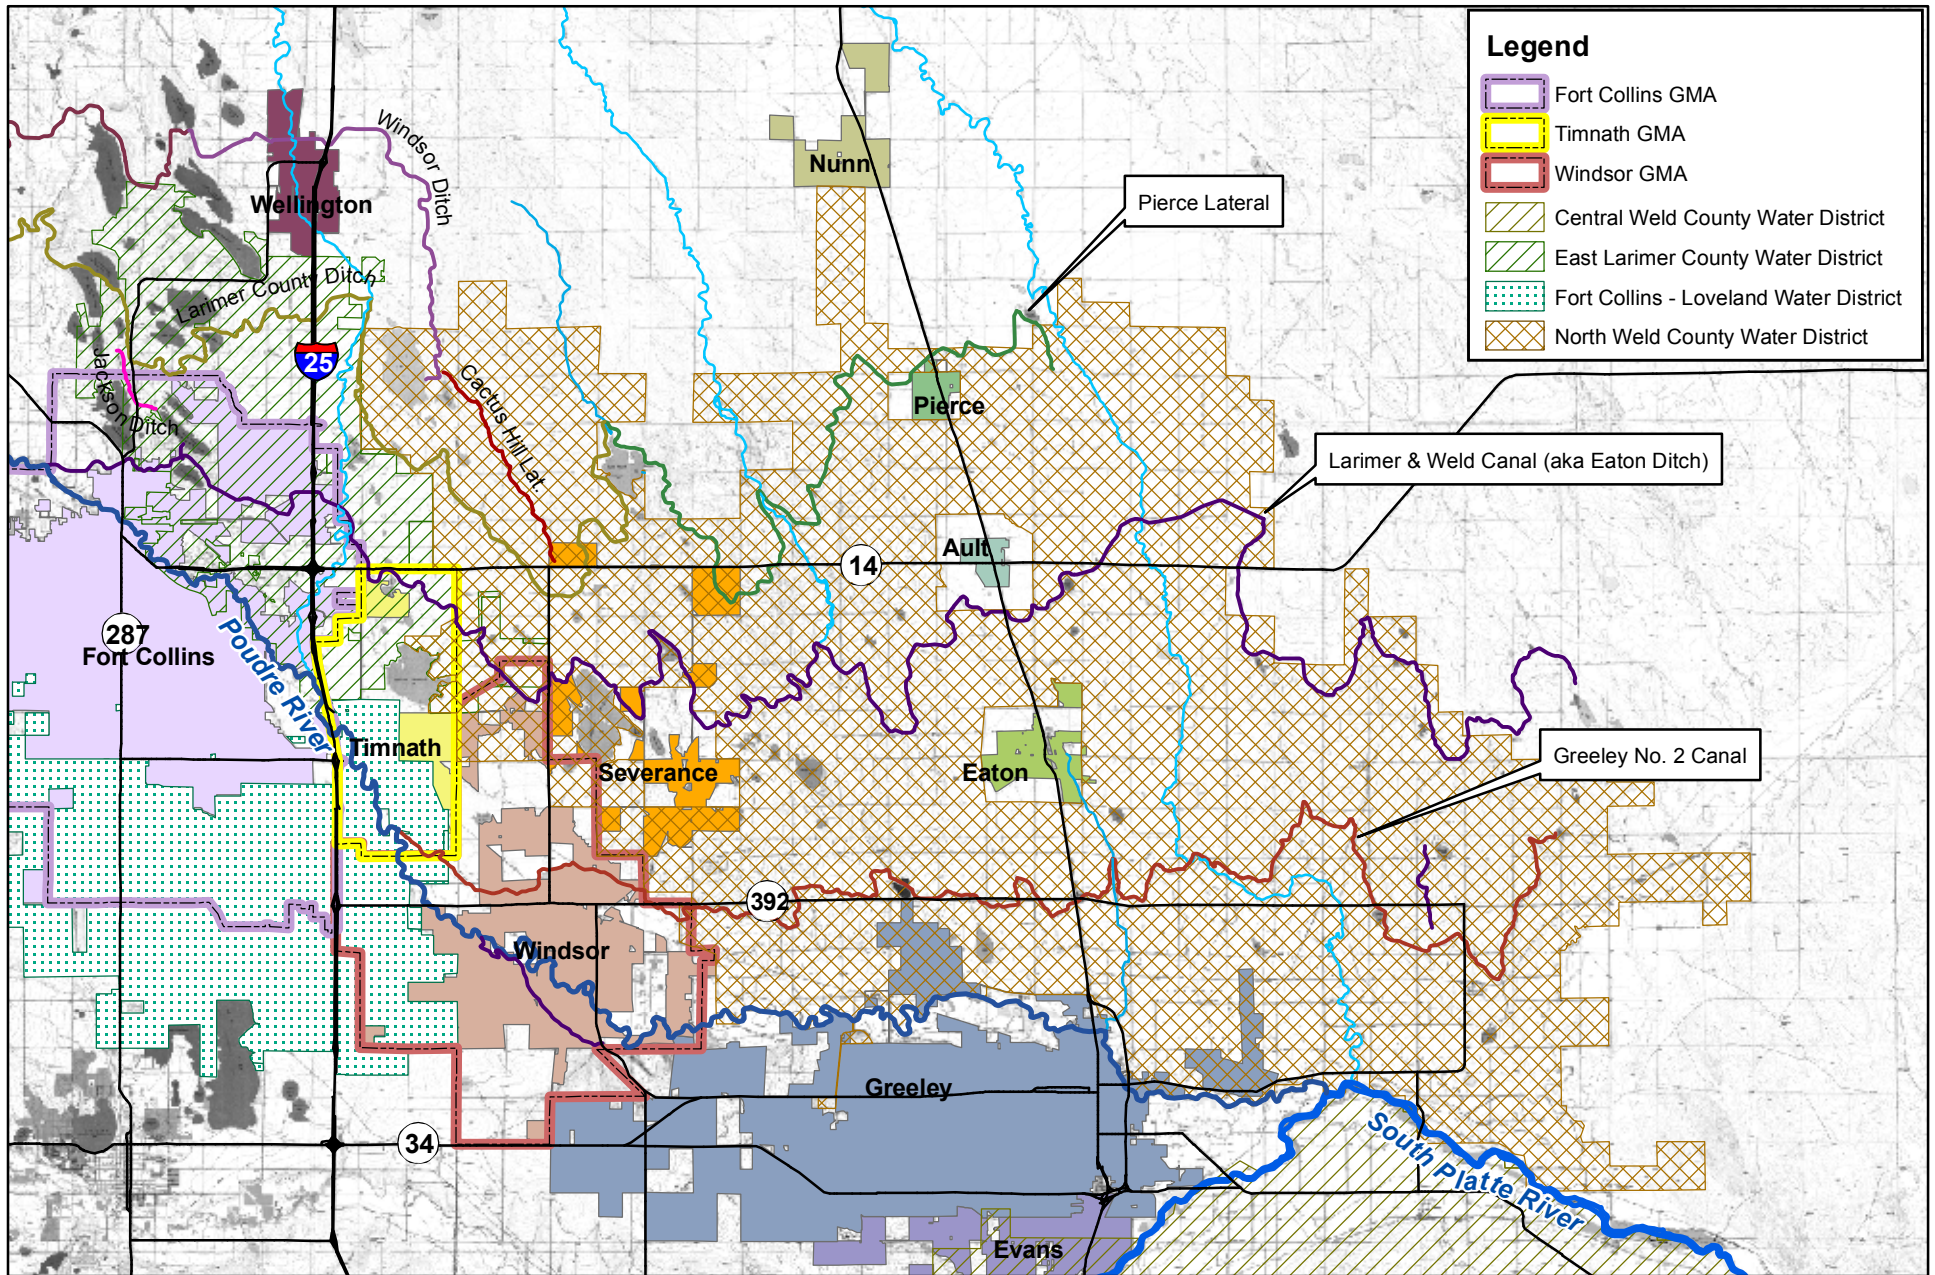 Legend
Fort Collins GMA
Timnath GMA
Windsor GMA
Central Weld County Water District
East Larimer County Water District
Fort Collins - Loveland Water District
North Weld County Water District
Windsor Ditch
Nunn
Wellington
Pierce Lateral
Larimer County Ditch
25
Jackson Ditch
Cactus Hill Lat.
Pierce
Larimer & Weld Canal (aka Eaton Ditch)
Ault
14
287
Fort Collins
Poudre River
Timnath
Severance
Eaton
Greeley No. 2 Canal
392
Windsor
Greeley
34
South Platte River
Evans